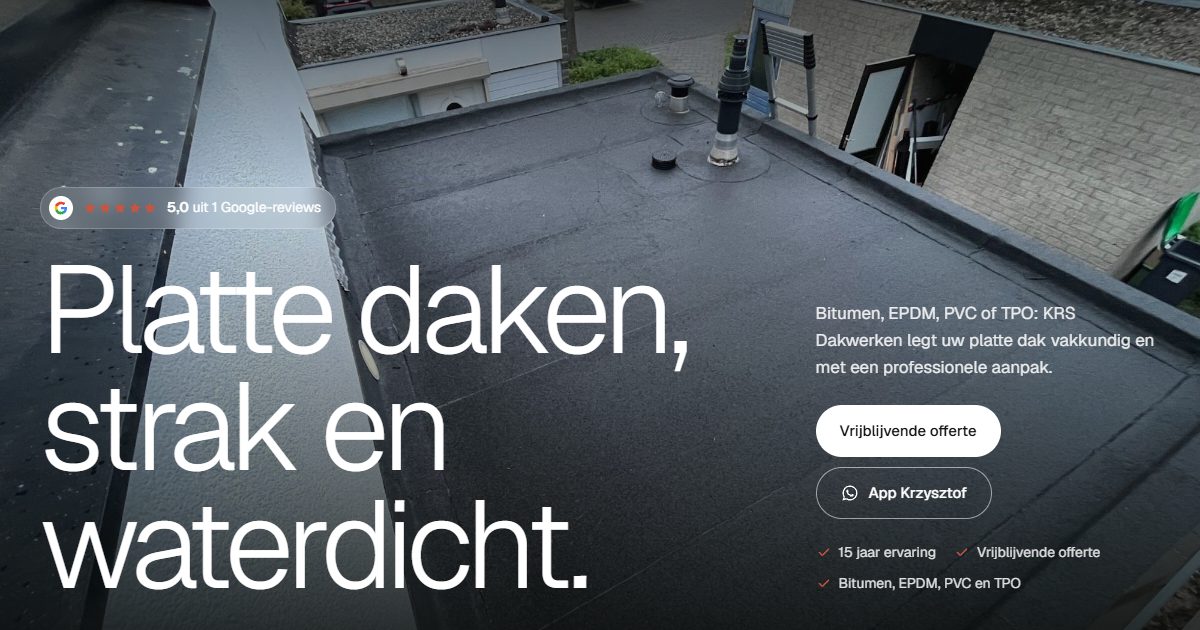 5,0 uit 1 Google-reviews
Platte daken,
strak en
waterdicht.
Bitumen, EPDM, PVC of TPO: KRS
Dakwerken legt uw platte dak vakkundig en
met een professionele aanpak.
Vrijblijvende offerte
App Krzysztof
15 jaar ervaring
Vrijblijvende offerte
Bitumen, EPDM, PVC en TPO